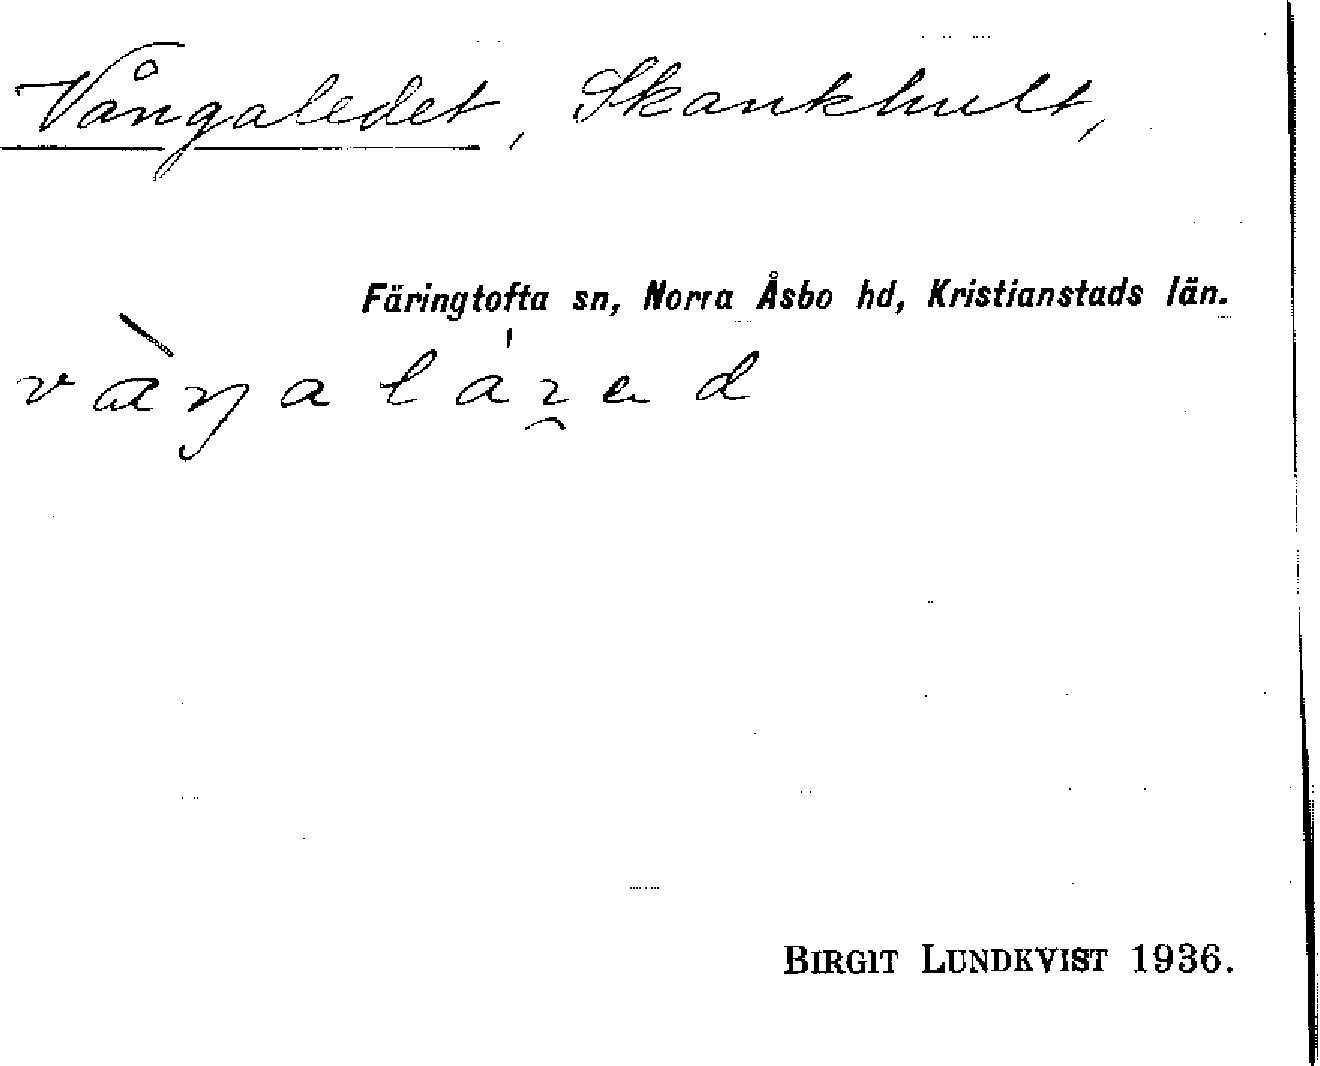 Vångaledet, Skankhult,
Färingtofta sn, Norra Åsbo hd, Kristianstads län.
BIRGIT LUNDKVIST 1936.